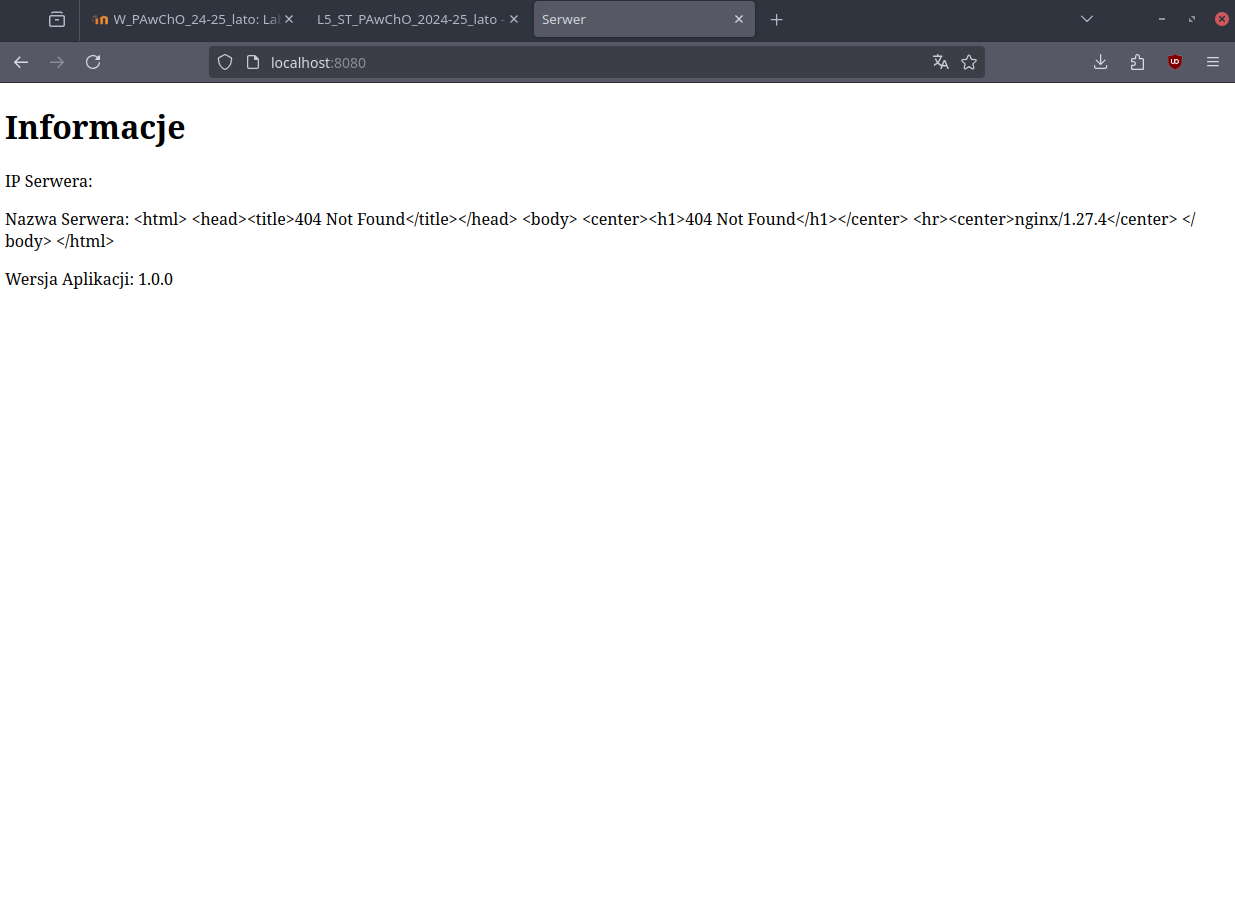 W_PAwChO_24-25_lato: La
L5_ST_PAwChO_2024-25_lato -
Serwer
localhost:8080
Informacje
IP Serwera:
Nazwa Serwera: <html> <head><title>404 Not Found</title></head> <body> <center><h1>404 Not Found</h1></center> <hr><center>nginx/1.27.4</center> </
body> </html>
Wersja Aplikacji: 1.0.0